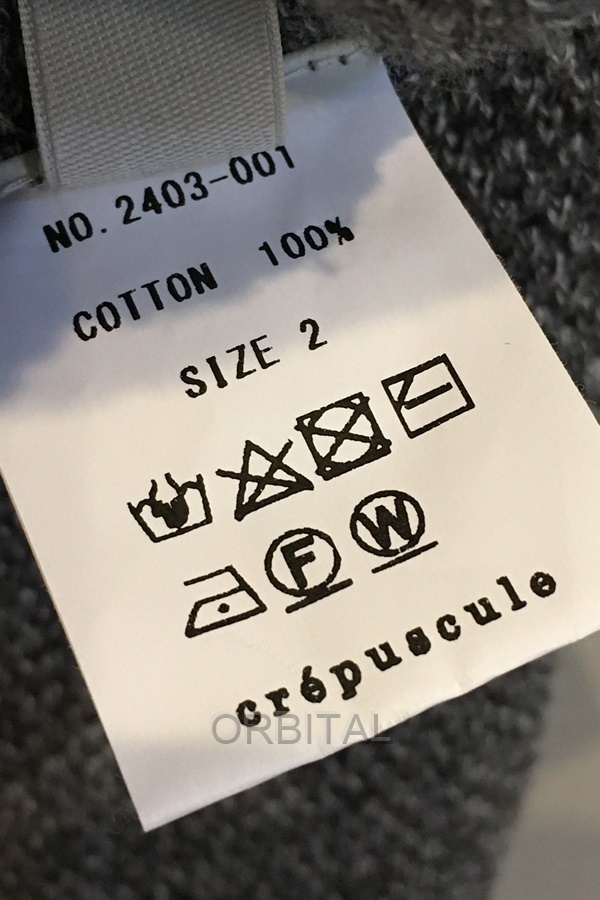 NO.2403-001
COTTON 100%
SIZE 2
F W
crépuscule
ORBITAL